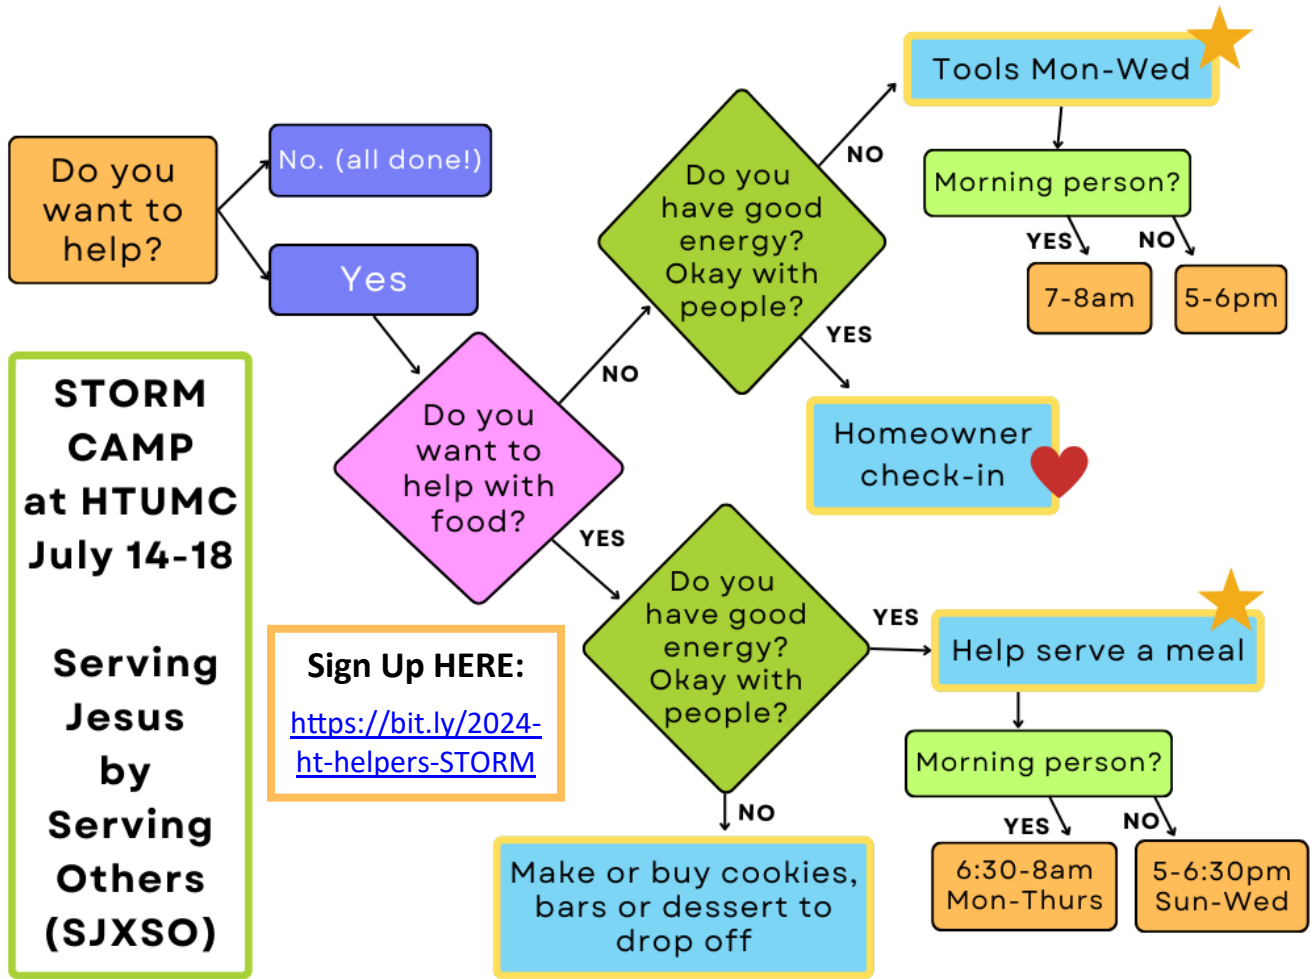 Do you
want to
help?
No. (all done!)
Yes
Do you
want to
help with
food?
NO
YES
Do you
have good
energy?
Okay with
people?
NO
YES
Tools Mon-Wed
Morning person?
YES
NO
7-8am
5-6pm
Homeowner
check-in
Do you
have good
energy?
Okay with
people?
YES
NO
Help serve a meal
Morning person?
YES
NO
6:30-8am
Mon-Thurs
5-6:30pm
Sun-Wed
Make or buy cookies,
bars or dessert to
drop off
STORM
CAMP
at HTUMC
July 14-18
Serving
Jesus
by
Serving
Others
(SJXSO)
Sign Up HERE:
https://bit.ly/2024-
ht-helpers-STORM